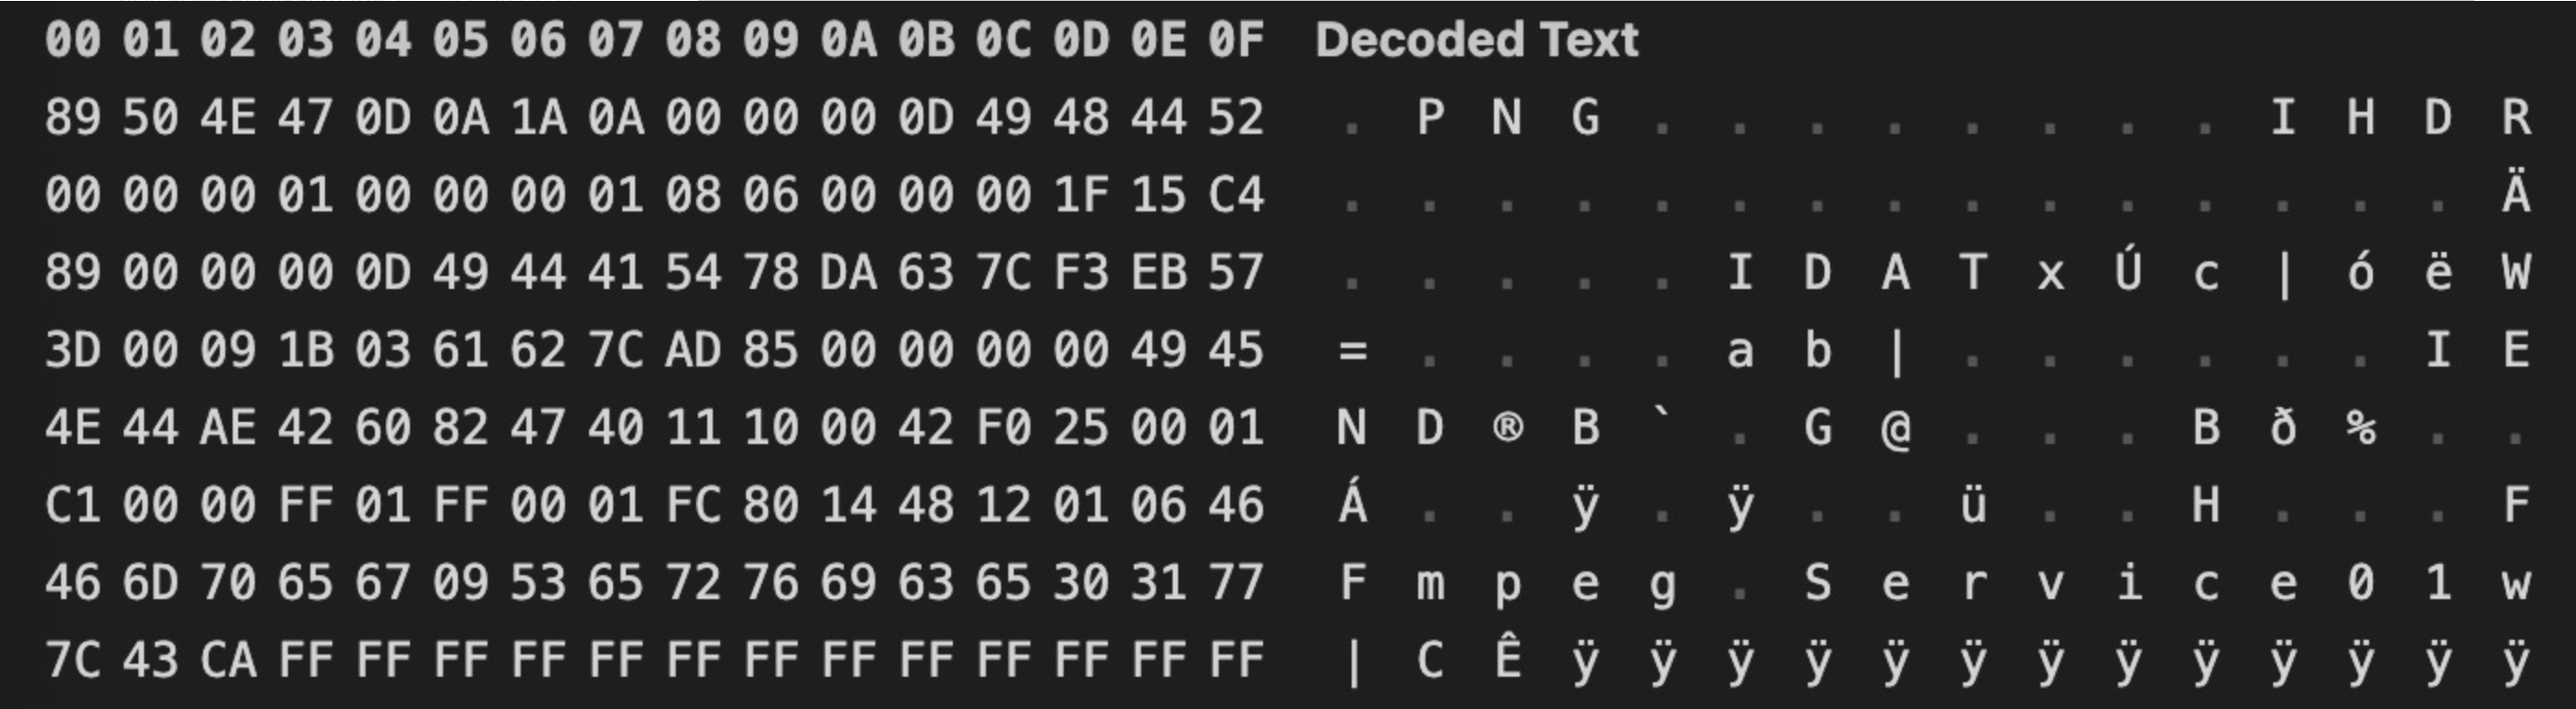 00 01 02 03 04 05 06 07 08 09 0A 0B 0C 0D 0E 0F Decoded Text
89 50 4E 47 0D 0A 1A 0A 00 00 00 0D 49 48 44 52 . P N G . . . . . . . . I H D R
00 00 00 01 00 00 00 01 08 06 00 00 00 1F 15 C4 . . . . . . . . . . . . . . . Ä
89 00 00 00 0D 49 44 41 54 78 DA 63 7C F3 EB 57 . . . . . I D A T x Ú c | ó ë W
3D 00 09 1B 03 61 62 7C AD 85 00 00 00 00 49 45 = . . . . a b | . . . . . . I E
4E 44 AE 42 60 82 47 40 11 10 00 42 F0 25 00 01 N D ® B ` . G @ . . . B ð % . .
C1 00 00 FF 01 FF 00 01 FC 80 14 48 12 01 06 46 Á . . ÿ . ÿ . . ü . . H . . . F
46 6D 70 65 67 09 53 65 72 76 69 63 65 30 31 77 F m p e g . S e r v i c e 0 1 w
7C 43 CA FF FF FF FF FF FF FF FF FF FF FF FF FF | C Ê ÿ ÿ ÿ ÿ ÿ ÿ ÿ ÿ ÿ ÿ ÿ ÿ ÿ